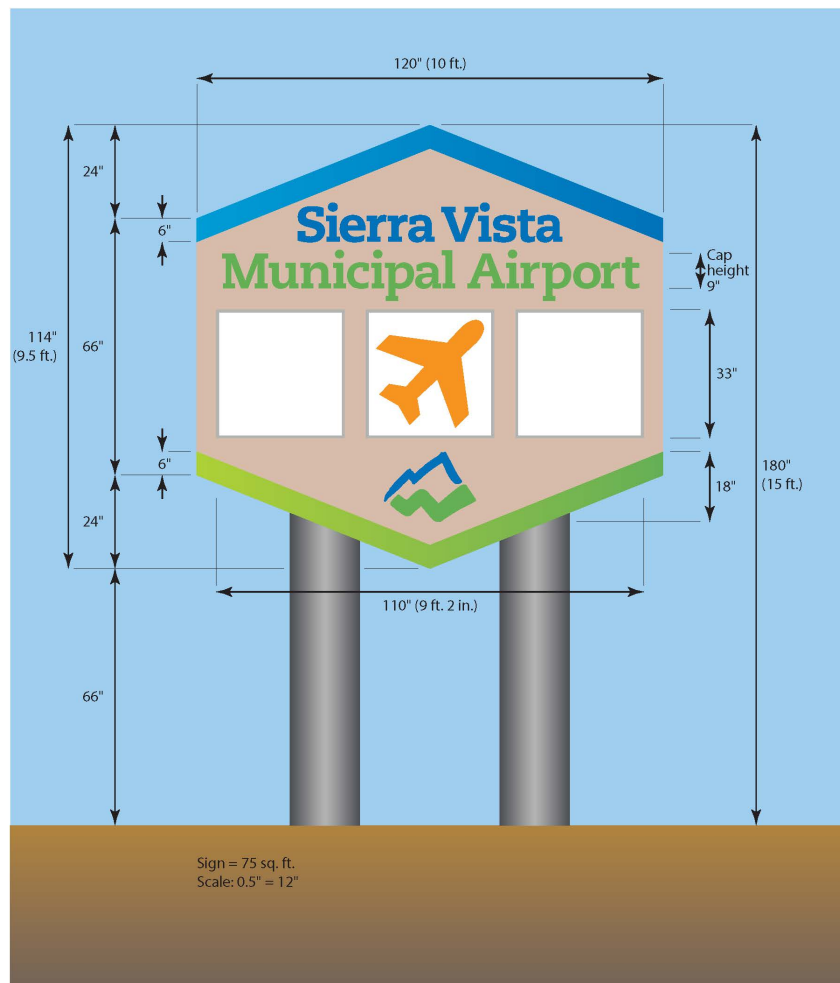 120" (10 ft.)
24"
6"
Sierra Vista
Municipal Airport
Cap
height
9"
114"
(9.5 ft.)
66"
33"
6"
180"
(15 ft.)
18"
24"
110" (9 ft. 2 in.)
66"
Sign = 75 sq. ft.
Scale: 0.5" = 12"